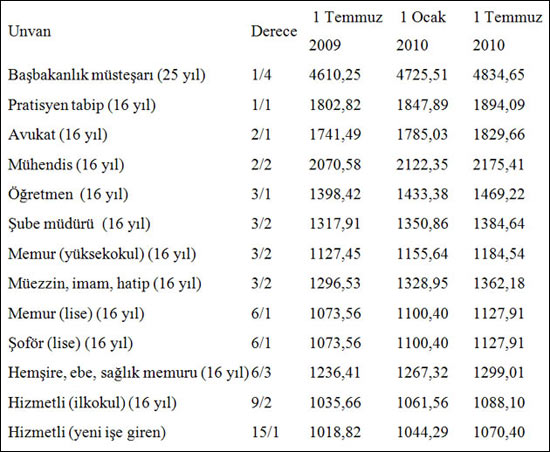 Unvan Derece 1 Temmuz 2009 1 Ocak 2010 1 Temmuz 2010
Başbakanlık müsteşarı (25 yıl) 1/4 4610,25 4725,51 4834,65
Pratisyen tabip (16 yıl) 1/1 1802,82 1847,89 1894,09
Avukat (16 yıl) 2/1 1741,49 1785,03 1829,66
Mühendis (16 yıl) 2/2 2070,58 2122,35 2175,41
Öğretmen (16 yıl) 3/1 1398,42 1433,38 1469,22
Şube müdürü (16 yıl) 3/2 1317,91 1350,86 1384,64
Memur (yüksekokul) (16 yıl) 3/2 1127,45 1155,64 1184,54
Müezzin, imam, hatip (16 yıl) 3/2 1296,53 1328,95 1362,18
Memur (lise) (16 yıl) 6/1 1073,56 1100,40 1127,91
Şoför (lise) (16 yıl) 6/1 1073,56 1100,40 1127,91
Hemşire, ebe, sağlık memuru (16 yıl) 6/3 1236,41 1267,32 1299,01
Hizmetli (ilkokul) (16 yıl) 9/2 1035,66 1061,56 1088,10
Hizmetli (yeni işe giren) 15/1 1018,82 1044,29 1070,40